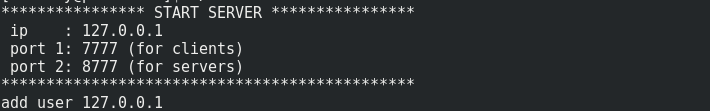 **************** START SERVER ****************
 ip    : 127.0.0.1
 port 1: 7777 (for clients)
 port 2: 8777 (for servers)
**********************************************
add user 127.0.0.1